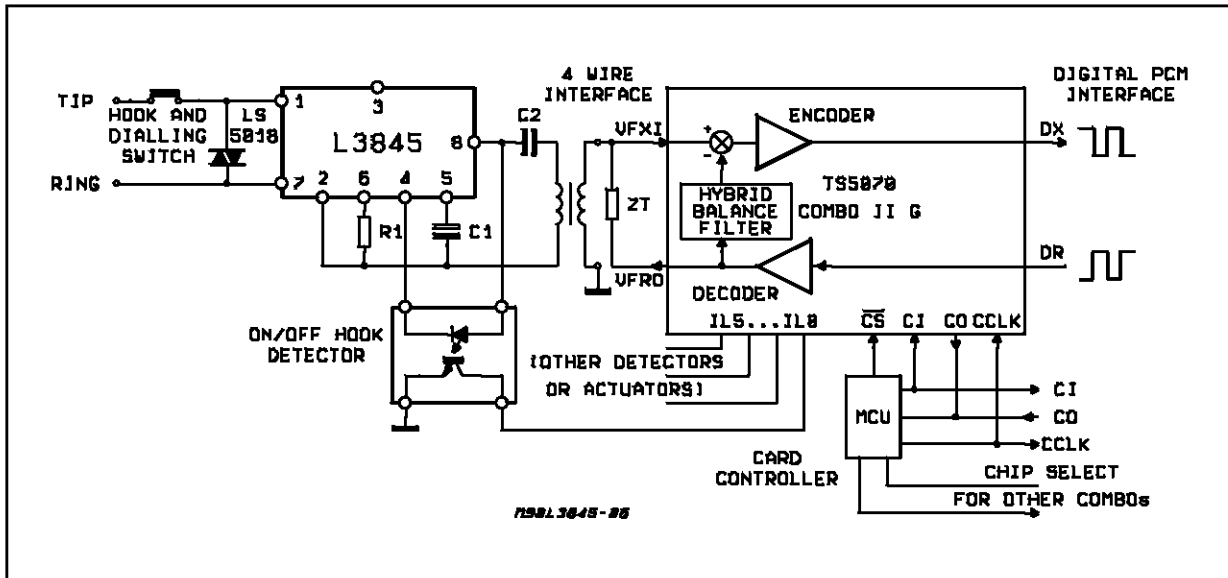 TIP
HOOK AND
DIALLING
SWITCH
LS
5018
RING
1
3
L3845
8
7
2
6
4
5
R1
C1
C2
4 WIRE
INTERFACE
VFXI
ZT
VFRO
+
-
ENCODER
TS5070
COMBO II G
HYBRID
BALANCE
FILTER
DECODER
DIGITAL PCM
INTERFACE
DX
DR
IL5...IL0
CS
CI
CO
CCLK
ON/OFF HOOK
DETECTOR
(OTHER DETECTORS
OR ACTUATORS)
MCU
CI
CO
CCLK
CARD
CONTROLLER
CHIP SELECT
FOR OTHER COMBOs
M90L3845-06